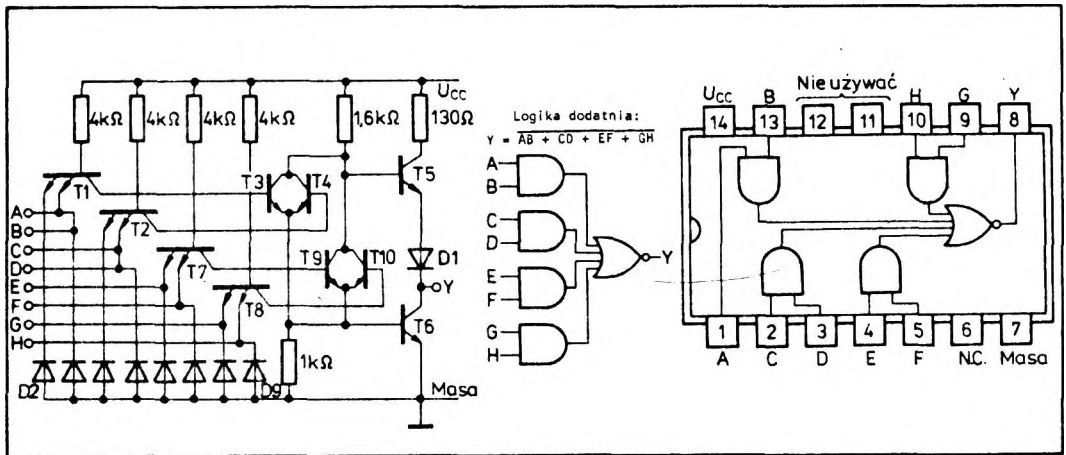 UCC
4kΩ 4kΩ 4kΩ 4kΩ 1,6kΩ 130Ω
T1 T3 T4 T5
T2
T7 T9 T10 D1
T8 Y
T6
A
B
C
D
E
F
G
H
1kΩ
D2 D9 Masa
Logika dodatnia:
Y = AB + CD + EF + GH
A
B
C
D
E
F
G
H
Y
Nie używać
UCC B H G Y
14 13 12 11 10 9 8
1 2 3 4 5 6 7
A C D E F N.C. Masa